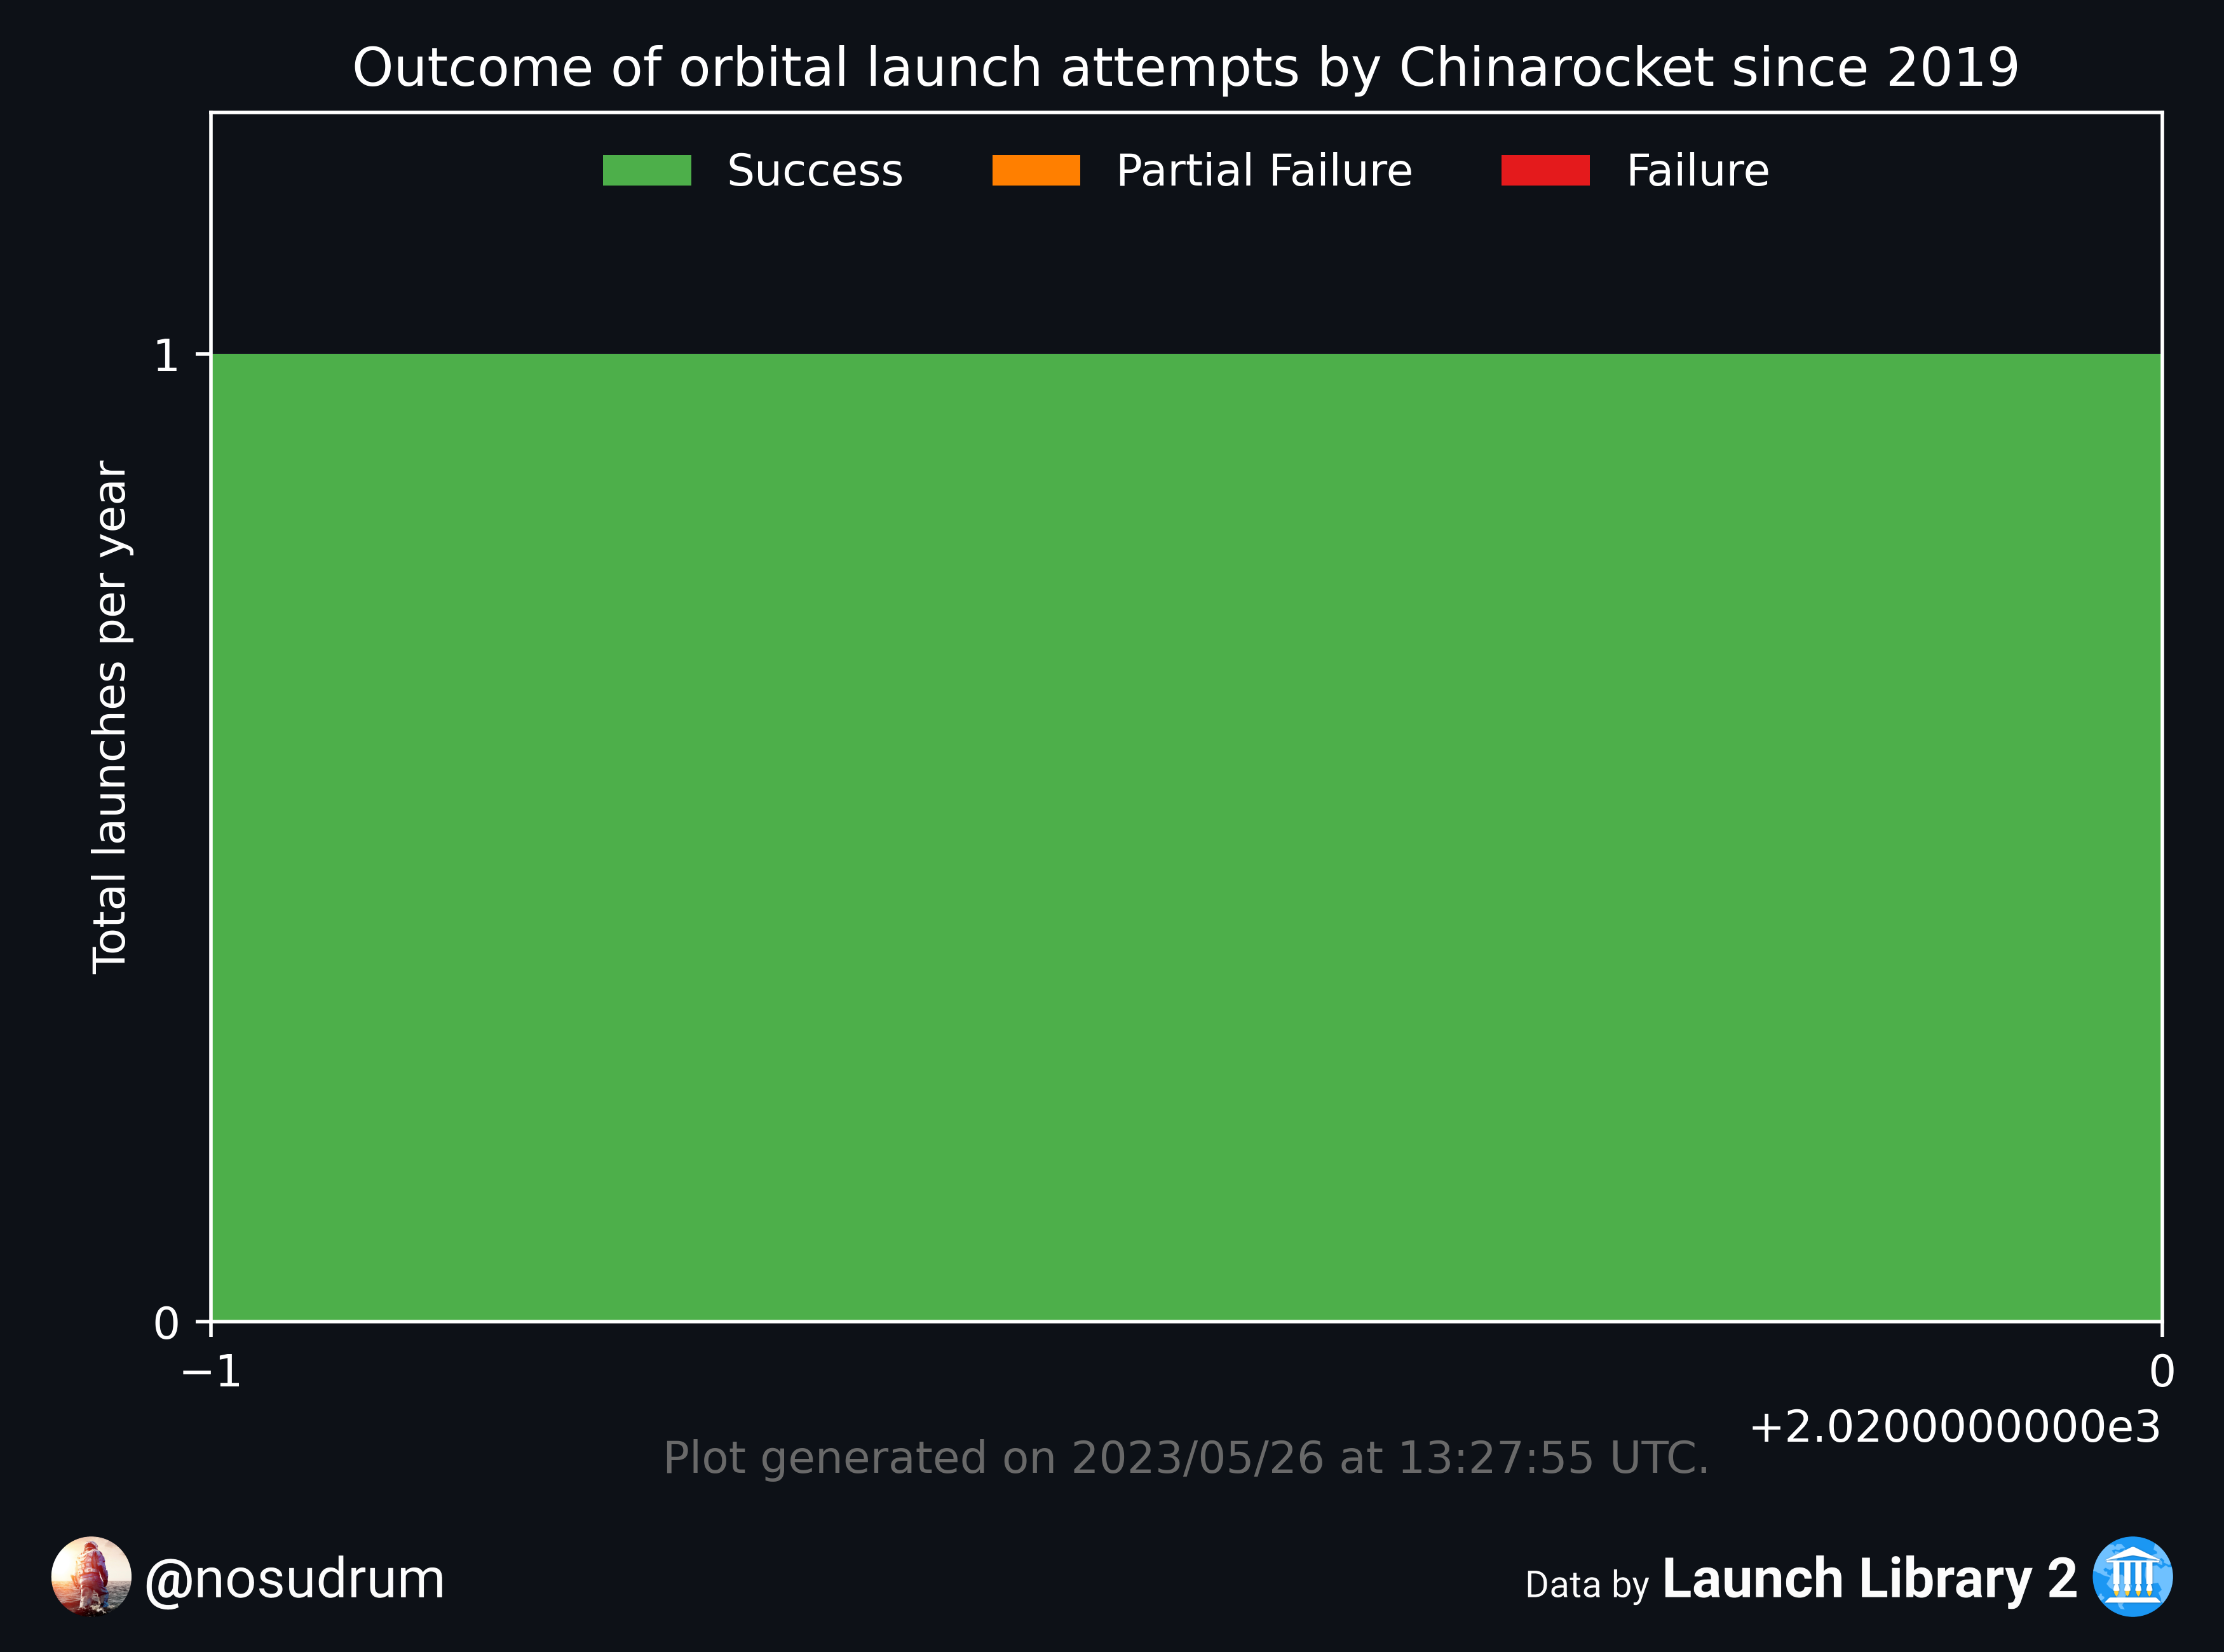 Outcome of orbital launch attempts by Chinarocket since 2019
Success Partial Failure Failure
Total launches per year
1
0
−1 0
+2.0200000000e3
Plot generated on 2023/05/26 at 13:27:55 UTC.
@nosudrum
Data by Launch Library 2